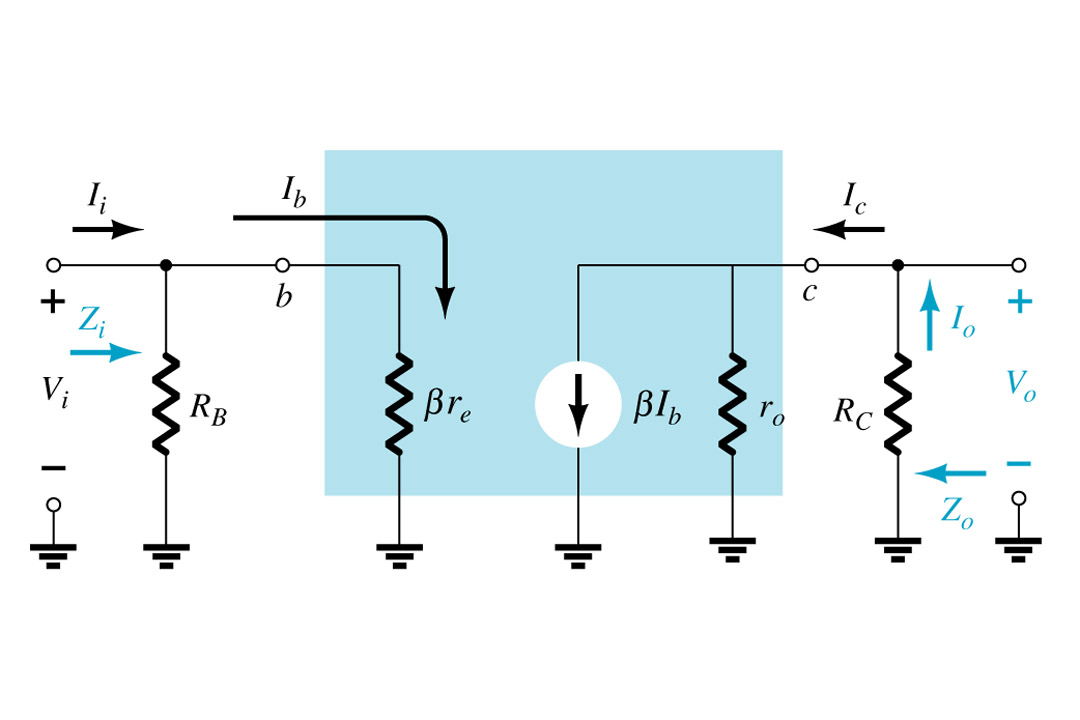 I_i
I_b
I_c
b
c
+
Z_i
V_i
−
R_B
βr_e
βI_b
r_o
R_C
I_o
+
V_o
−
Z_o